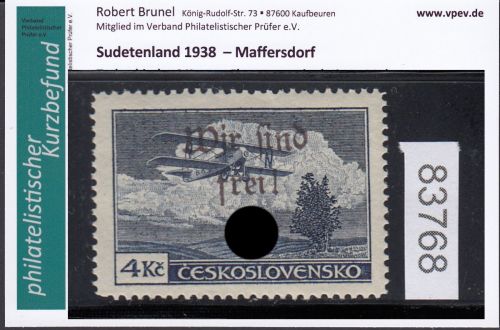 Verband
Philatelistischer
Prüfer e.V.
Robert Brunel König-Rudolf-Str. 73 ▪ 87600 Kaufbeuren
Mitglied im Verband Philatelistischer Prüfer e.V.
www.vpev.de
Sudetenland 1938 – Maffersdorf
philatelistischer
Kurzbefund
Wir sind
frei!
4Kč
ČESKOSLOVENSKO
83768